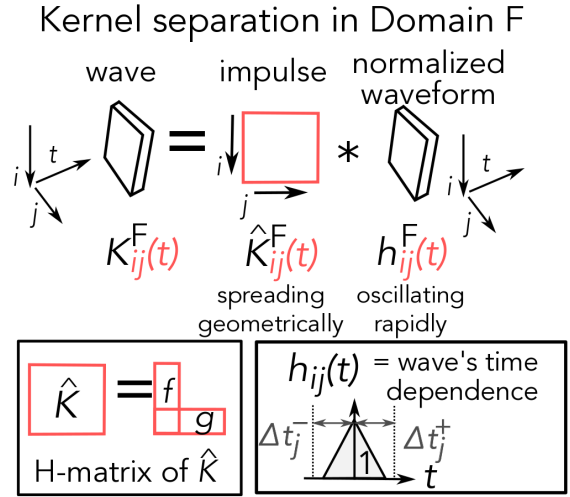 Kernel separation in Domain F
wave
impulse
normalized
waveform
=
*
i
t
j
i
j
i
t
j
K^F_ij(t)
K̂^F_ij(t)
h^F_ij(t)
spreading
geometrically
oscillating
rapidly
K̂ = f
g
H-matrix of K̂
h_ij(t) = wave's time
dependence
Δt_j^-
Δt_j^+
1
t